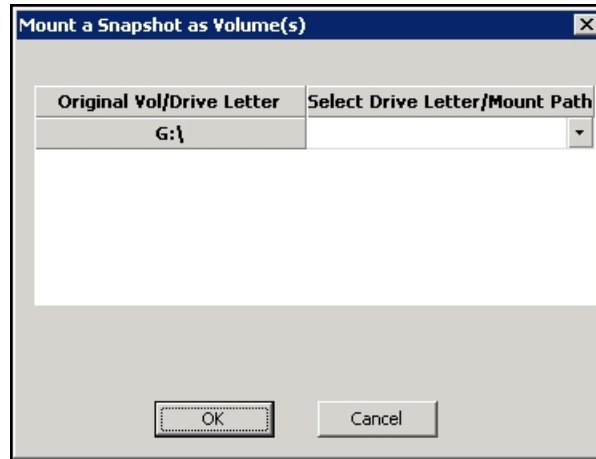 Mount a Snapshot as Volume(s)
Original Vol/Drive Letter Select Drive Letter/Mount Path
G:\
OK Cancel